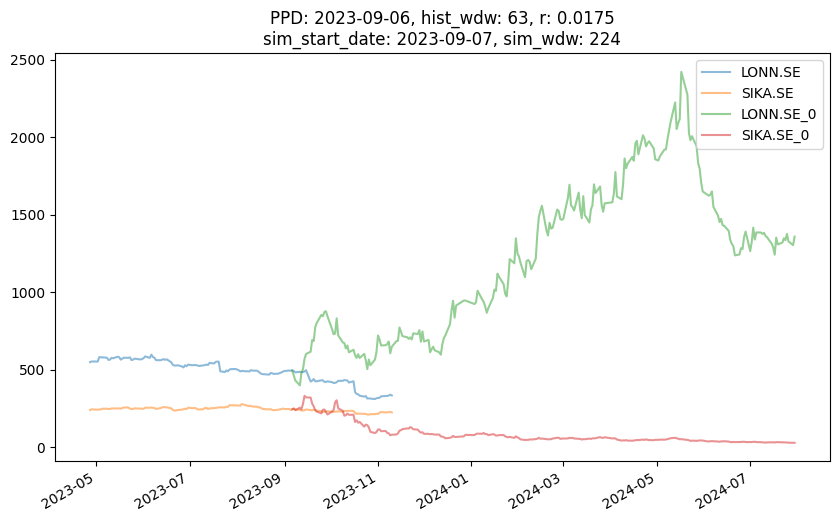 PPD: 2023-09-06, hist_wdw: 63, r: 0.0175
sim_start_date: 2023-09-07, sim_wdw: 224
2500
2000
1500
1000
500
0
LONN.SE
SIKA.SE
LONN.SE_0
SIKA.SE_0
2023-05
2023-07
2023-09
2023-11
2024-01
2024-03
2024-05
2024-07